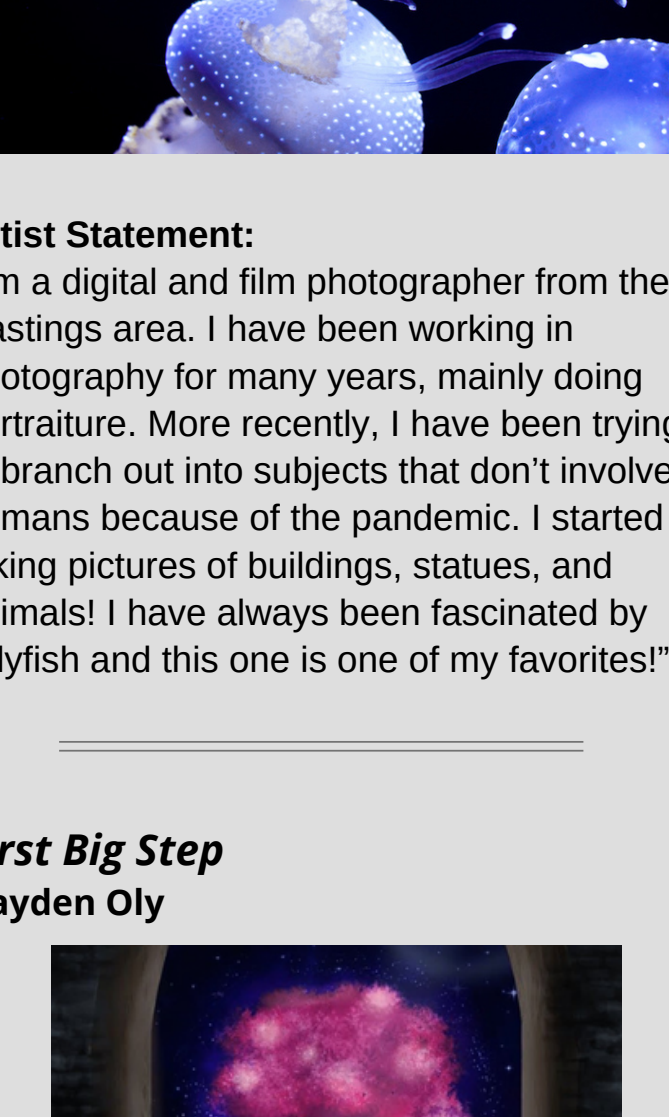 tist Statement:
m a digital and film photographer from the
astings area. I have been working in
otography for many years, mainly doing
rtraiture. More recently, I have been trying
branch out into subjects that don’t involve
mans because of the pandemic. I started
king pictures of buildings, statues, and
imals! I have always been fascinated by
lyfish and this one is one of my favorites!”
rst Big Step
ayden Oly